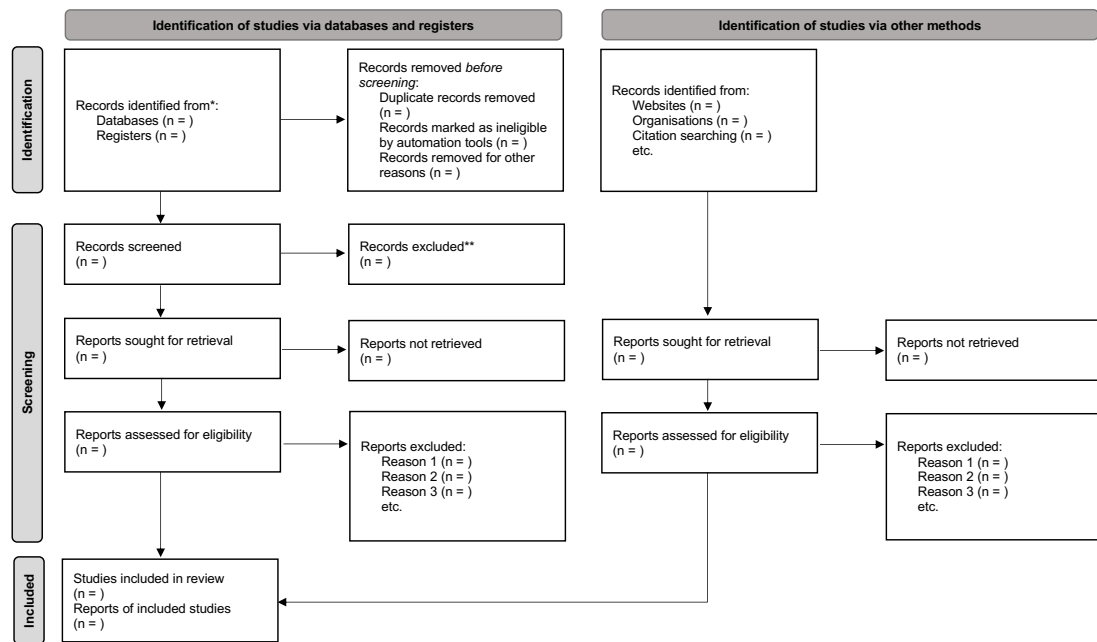 Identification of studies via databases and registers
Identification of studies via other methods
Identification
Records identified from*:
Databases (n = )
Registers (n = )
Records removed before
screening:
Duplicate records removed
(n = )
Records marked as ineligible
by automation tools (n = )
Records removed for other
reasons (n = )
Records identified from:
Websites (n = )
Organisations (n = )
Citation searching (n = )
etc.
Screening
Records screened
(n = )
Records excluded**
(n = )
Reports sought for retrieval
(n = )
Reports not retrieved
(n = )
Reports sought for retrieval
(n = )
Reports not retrieved
(n = )
Reports assessed for eligibility
(n = )
Reports excluded:
Reason 1 (n = )
Reason 2 (n = )
Reason 3 (n = )
etc.
Reports assessed for eligibility
(n = )
Reports excluded:
Reason 1 (n = )
Reason 2 (n = )
Reason 3 (n = )
etc.
Included
Studies included in review
(n = )
Reports of included studies
(n = )